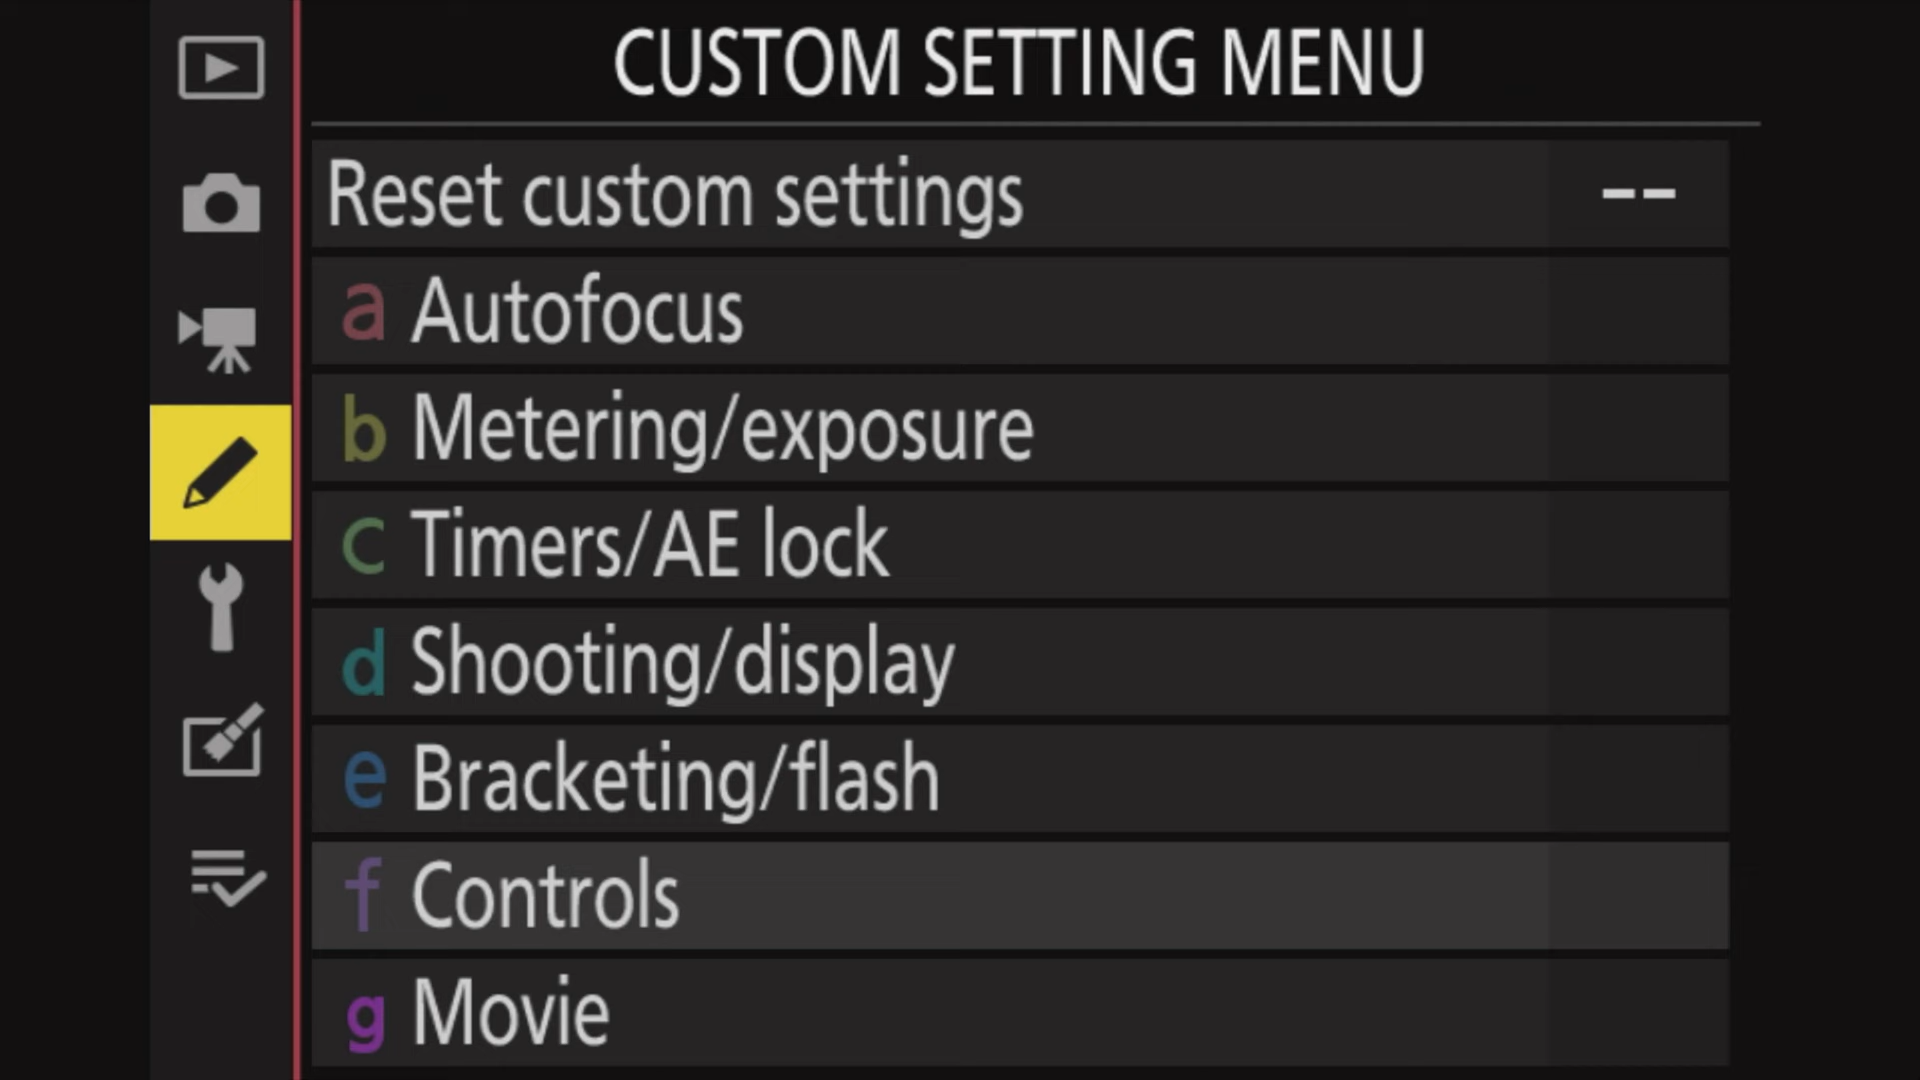 CUSTOM SETTING MENU
Reset custom settings --
a Autofocus
b Metering/exposure
c Timers/AE lock
d Shooting/display
e Bracketing/flash
f Controls
g Movie